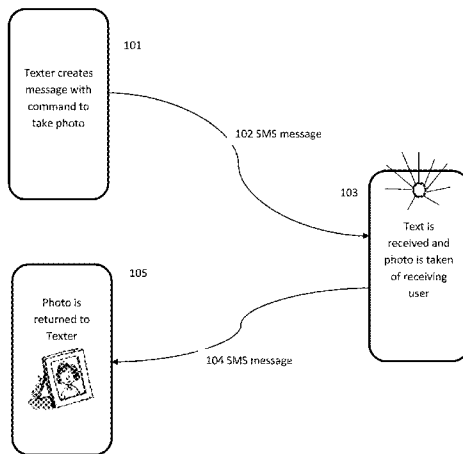 101
Texter creates
message with
command to
take photo
102 SMS message
103
Text is
received and
photo is taken
of receiving
user
105
Photo is
returned to
Texter
104 SMS message